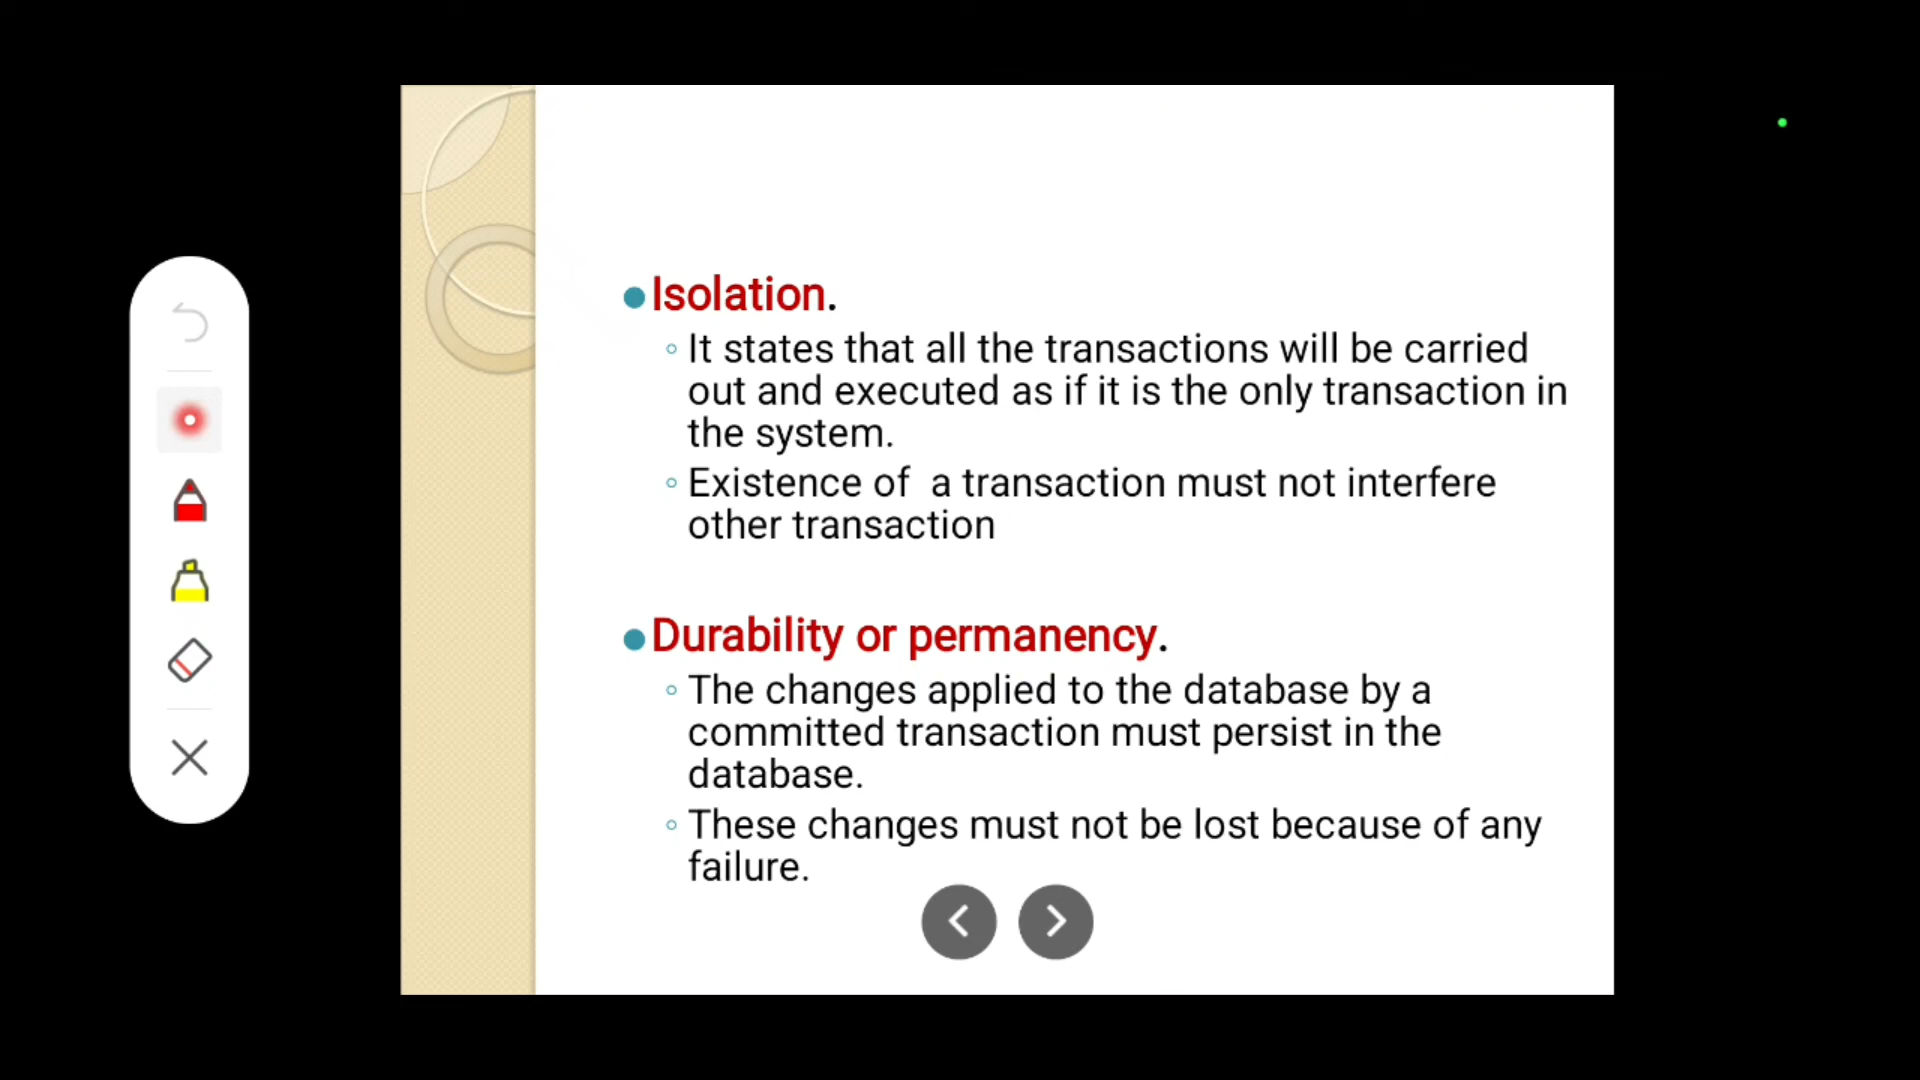 Isolation.
It states that all the transactions will be carried
out and executed as if it is the only transaction in
the system.
Existence of  a transaction must not interfere
other transaction
Durability or permanency.
The changes applied to the database by a
committed transaction must persist in the
database.
These changes must not be lost because of any
failure.